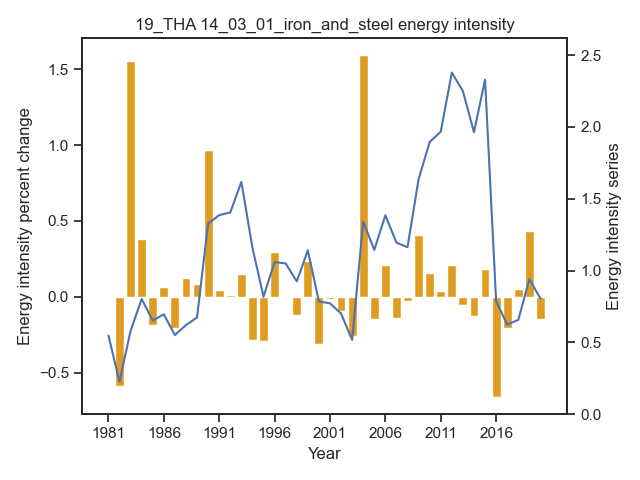 19_THA 14_03_01_iron_and_steel energy intensity
Energy intensity percent change
1.5
1.0
0.5
0.0
−0.5
2.5
2.0
1.5
1.0
0.5
0.0
Energy intensity series
1981 1986 1991 1996 2001 2006 2011 2016
Year